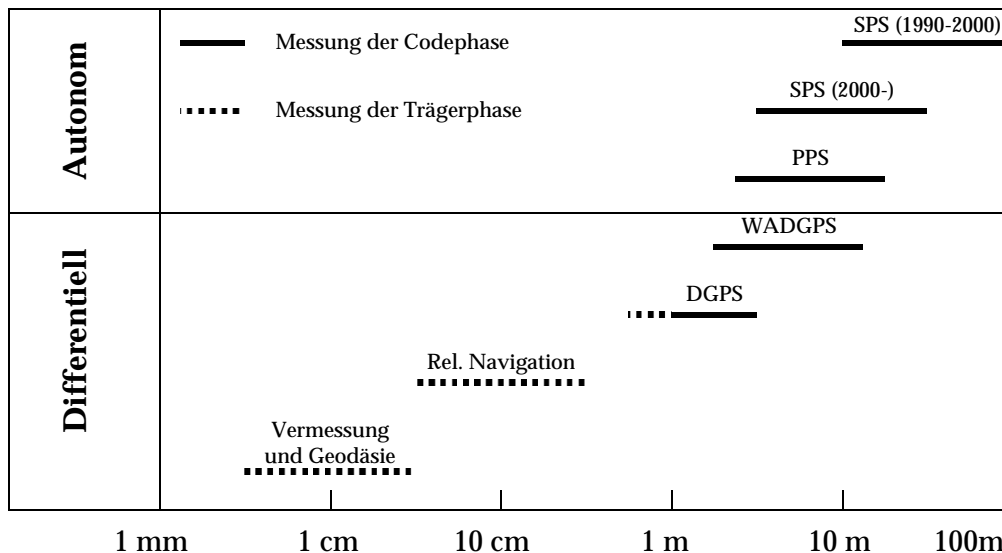 Autonom
Messung der Codephase
Messung der Trägerphase
SPS (1990-2000)
SPS (2000-)
PPS
Differentiell
WADGPS
DGPS
Rel. Navigation
Vermessung
und Geodäsie
1 mm 1 cm 10 cm 1 m 10 m 100m